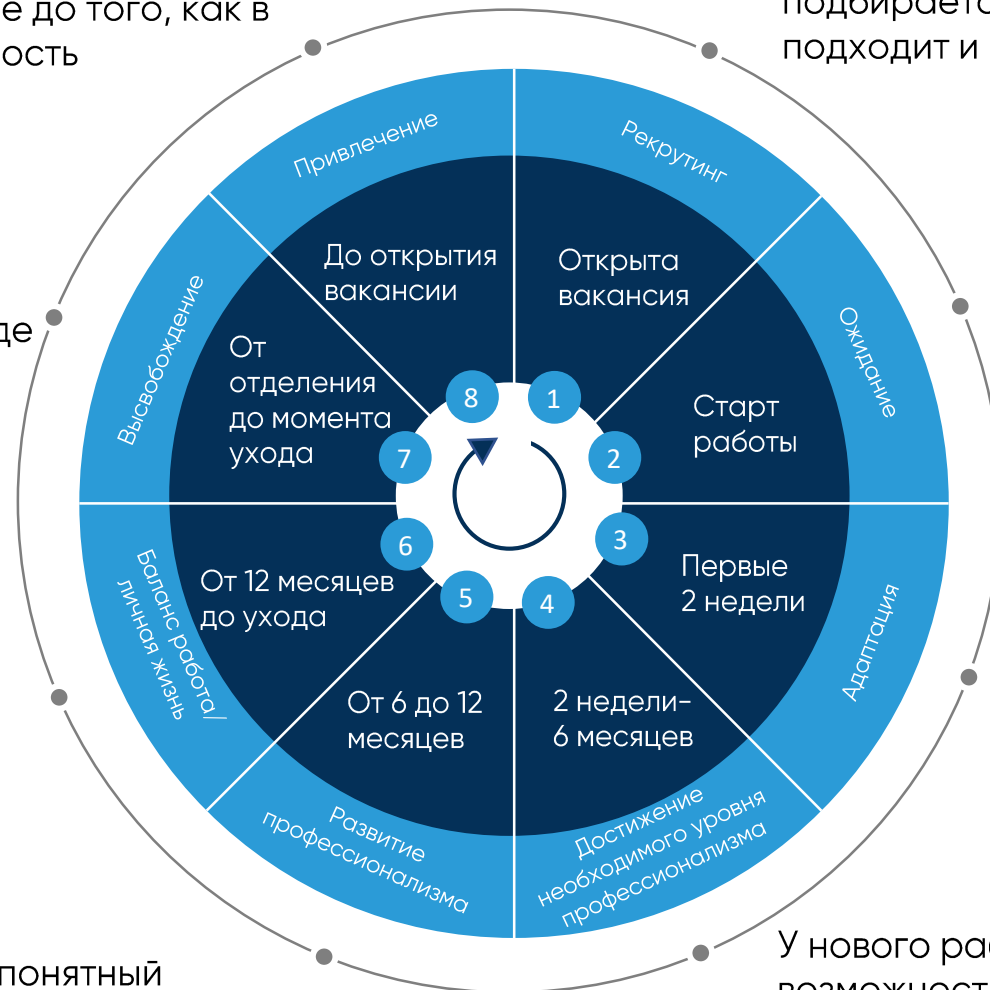 е до того, как в
ость
подходит и
Привлечение
Рекрутинг
До открытия
вакансии
Открыта
вакансия
Высвобождение
Ожидание
де
От
отделения
до момента
ухода
Старт
работы
8
1
7
2
6
3
5
4
Баланс работа/
личная жизнь
От 12 месяцев
до ухода
Первые
2 недели
Адаптация
От 6 до 12
месяцев
2 недели-
6 месяцев
Развитие
профессионализма
Достижение
необходимого уровня
профессионализма
У нового
понятный